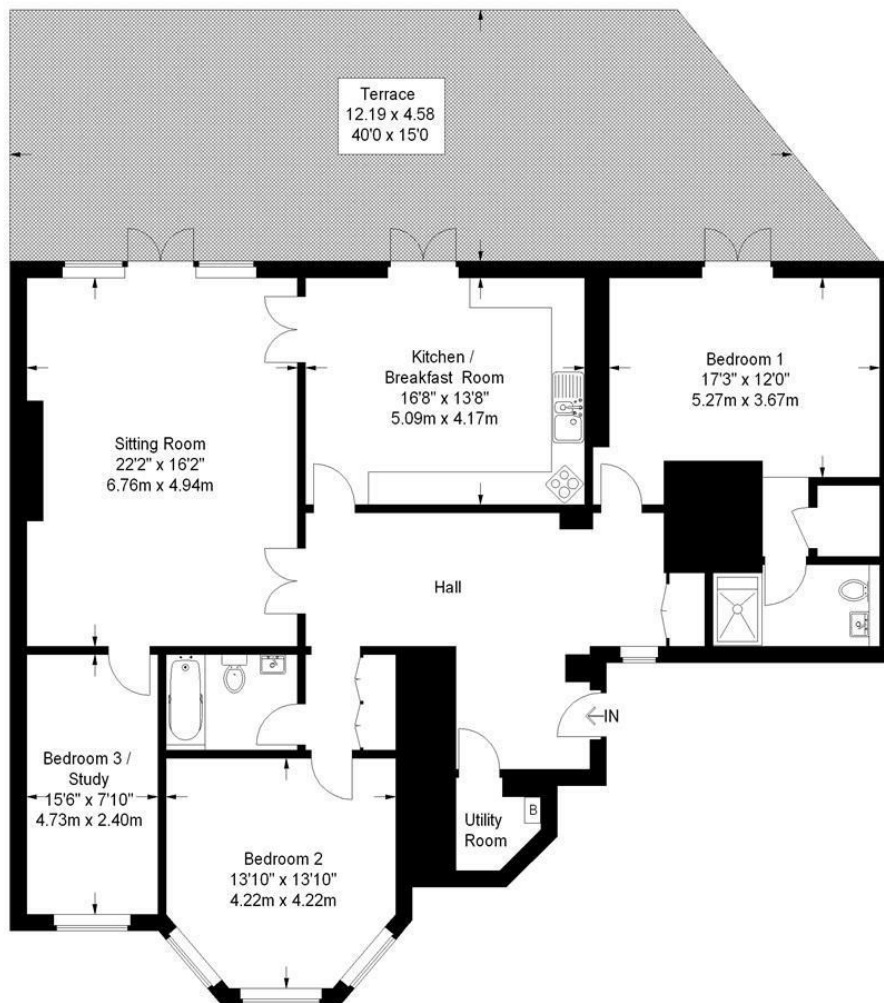 Terrace
12.19 x 4.58
40'0 x 15'0
Kitchen /
Breakfast Room
16'8" x 13'8"
5.09m x 4.17m
Bedroom 1
17'3" x 12'0"
5.27m x 3.67m
Sitting Room
22'2" x 16'2"
6.76m x 4.94m
Hall
IN
Bedroom 3 /
Study
15'6" x 7'10"
4.73m x 2.40m
Utility
Room
B
Bedroom 2
13'10" x 13'10"
4.22m x 4.22m